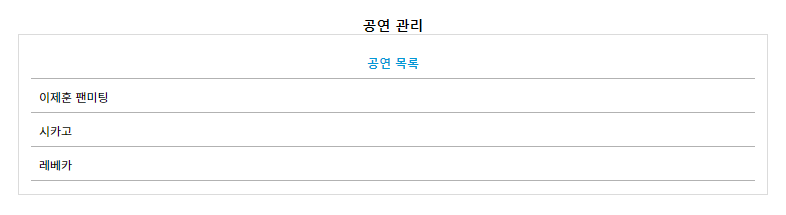 공연 관리
공연 목록
이제훈 팬미팅
시카고
레베카